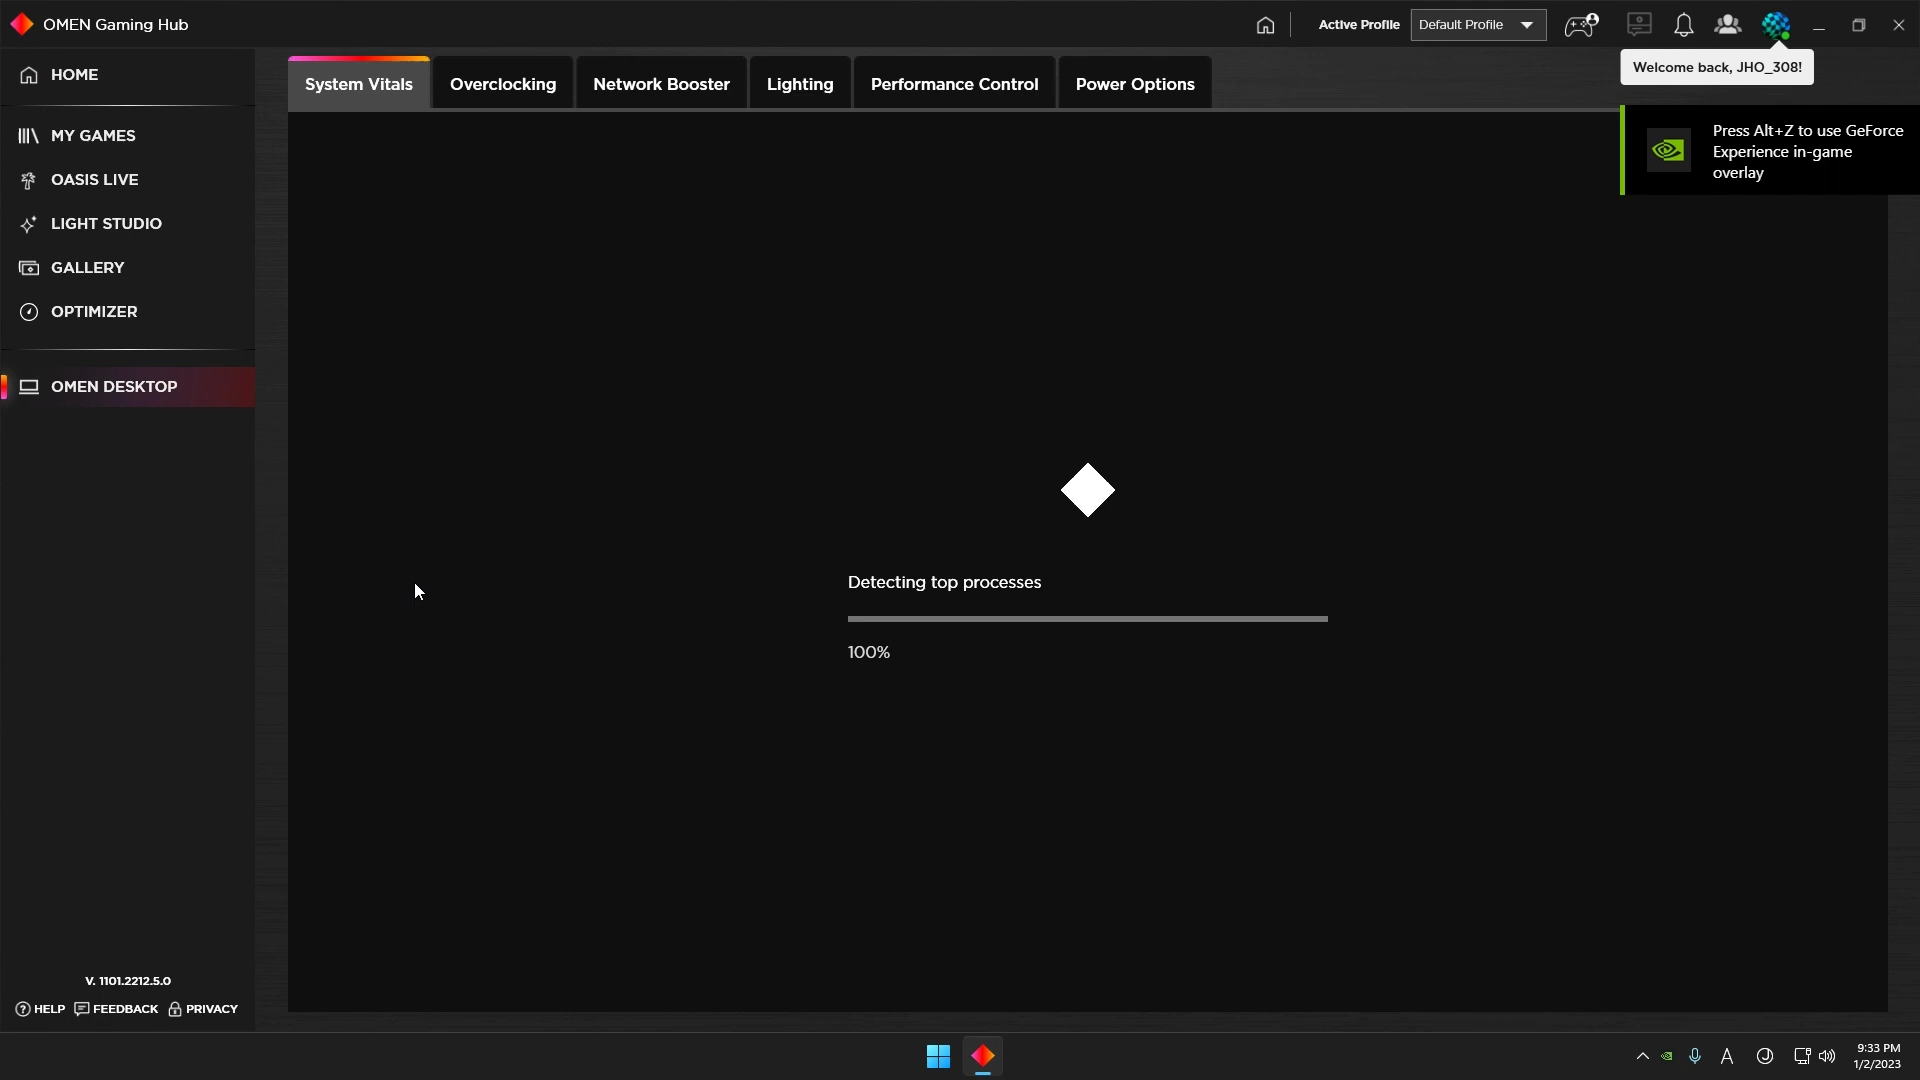 OMEN Gaming Hub
Active Profile
Default Profile
Welcome back, JHO_308!
HOME
MY GAMES
OASIS LIVE
LIGHT STUDIO
GALLERY
OPTIMIZER
OMEN DESKTOP
System Vitals
Overclocking
Network Booster
Lighting
Performance Control
Power Options
Press Alt+Z to use GeForce
Experience in-game
overlay
Detecting top processes
100%
V. 1101.2212.5.0
HELP
FEEDBACK
PRIVACY
A
9:33 PM
1/2/2023